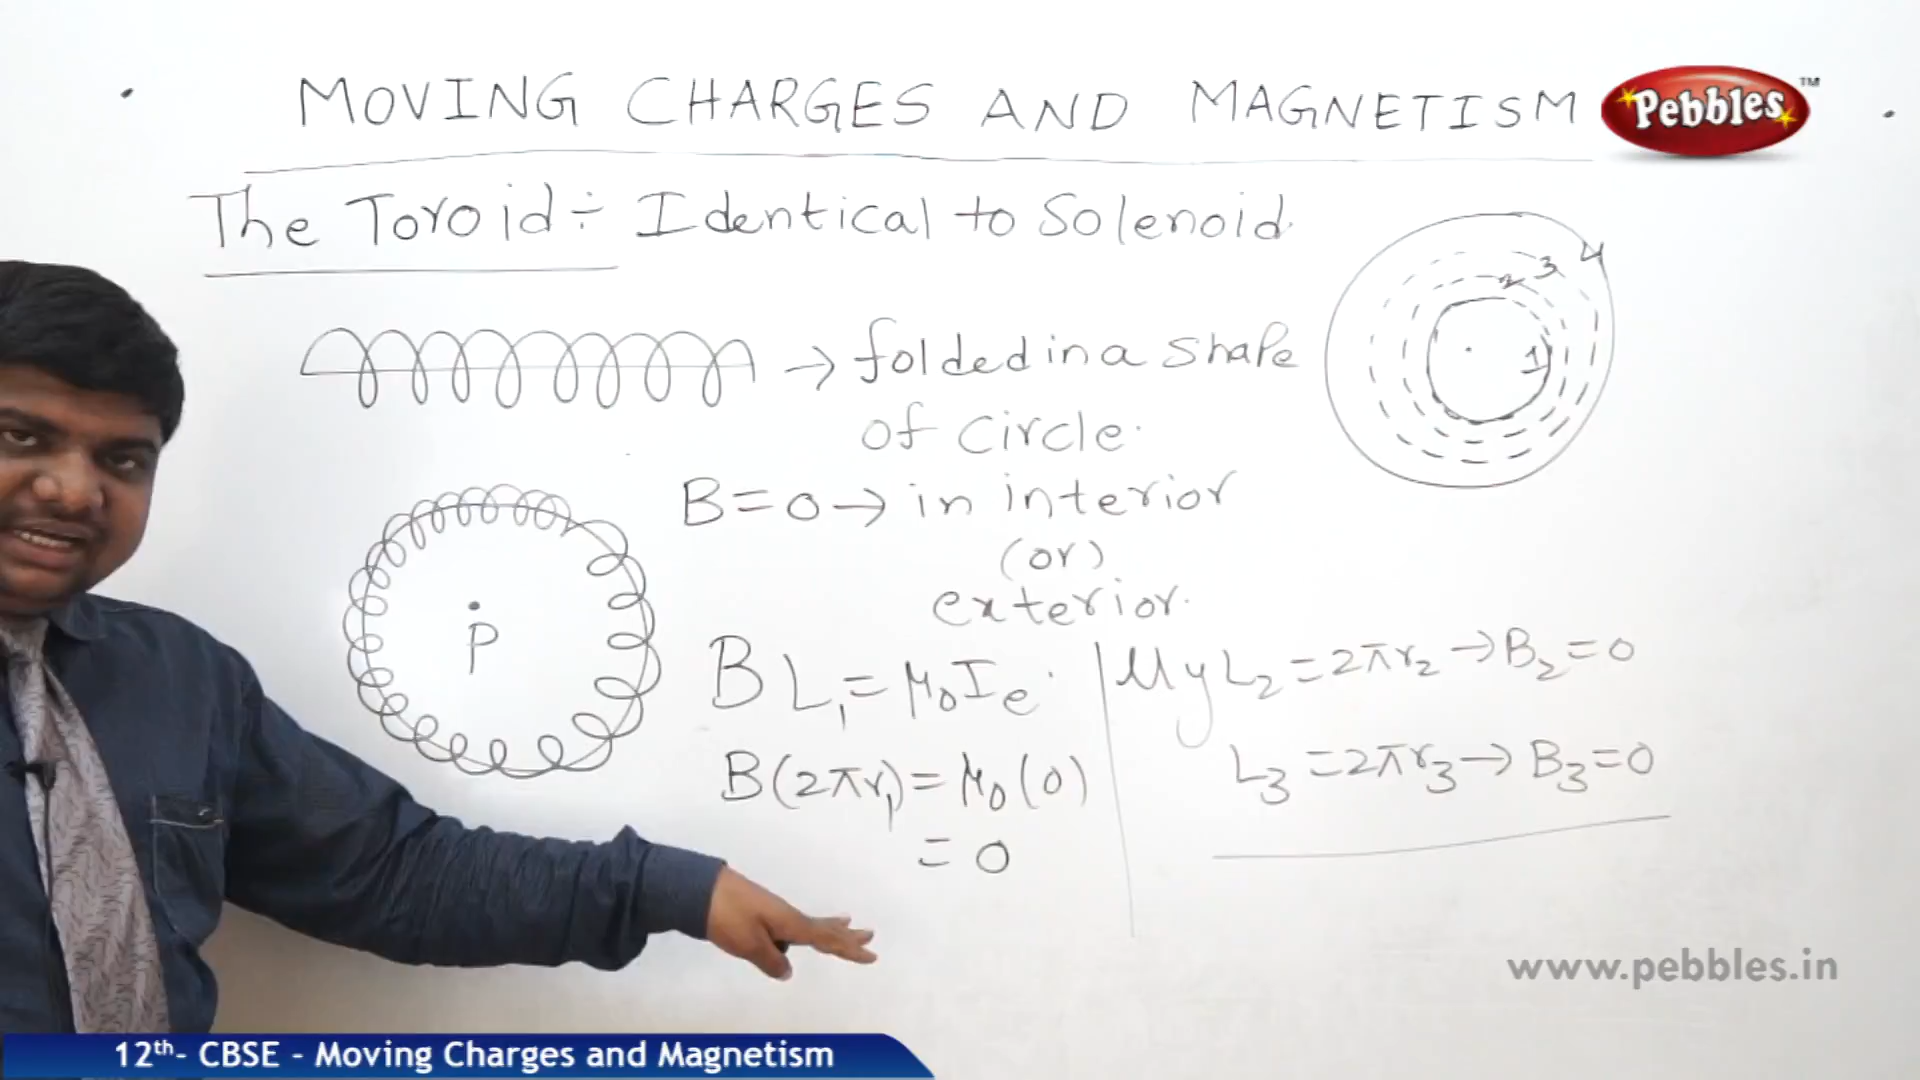 MOVING CHARGES AND MAGNETISM
Pebbles™
The Toroid ÷ Identical to Solenoid.
→ folded in a shape
of circle.
1 2 3 4
B=0 → in interior
(or)
exterior.
P
BL₁ = μ₀Iₑ.
B(2πr₁) = μ₀(0)
= 0
|||y L₂ = 2πr₂ → B₂ = 0
L₃ = 2πr₃ → B₃ = 0
www.pebbles.in
12th- CBSE - Moving Charges and Magnetism